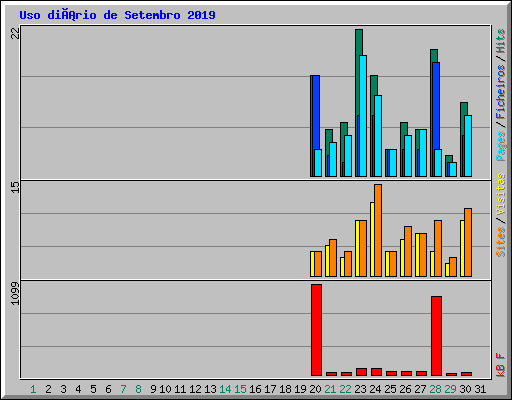 Uso diÃ¡rio de Setembro 2019
22
15
1099
Pages / Ficheiros / Hits
Sites / Visitas
kB F
1 2 3 4 5 6 7 8 9 10 11 12 13 14 15 16 17 18 19 20 21 22 23 24 25 26 27 28 29 30 31